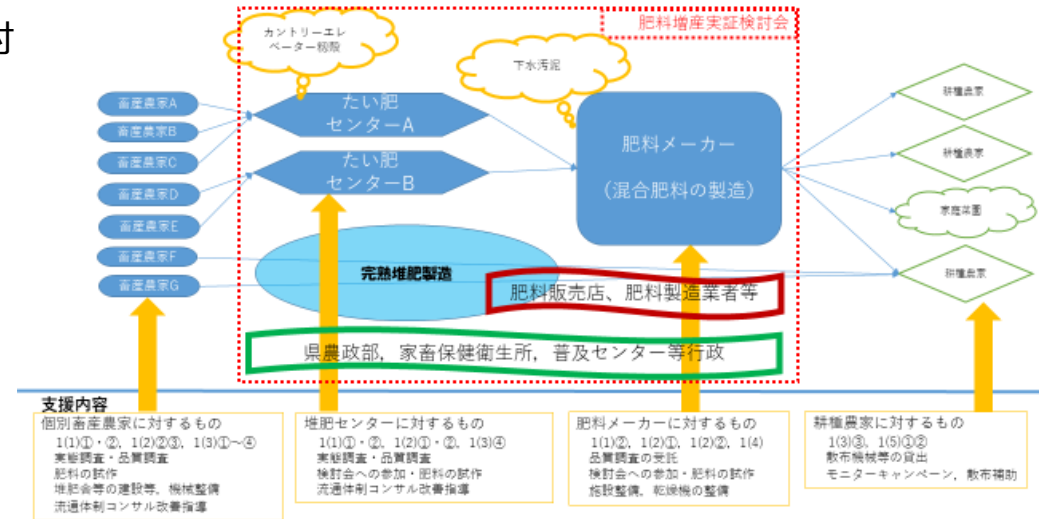 討
肥料増産実証検討会
カントリーエレ
ベーター籾殻
下水汚泥
畜産農家A
畜産農家B
畜産農家C
畜産農家D
畜産農家E
畜産農家F
畜産農家G
たい肥
センターA
たい肥
センターB
肥料メーカー
（混合肥料の製造）
耕種農家
耕種農家
家庭菜園
耕種農家
完熟堆肥製造
肥料販売店、肥料製造業者等
県農政部，家畜保健衛生所，普及センター等行政
支援内容
個別畜産農家に対するもの
1(1)①・②，1(2)②③，1(3)①～④
実態調査・品質調査
肥料の試作
堆肥舎等の建設等，機械整備
流通体制コンサル改善指導
堆肥センターに対するもの
1(1)①・②，1(2)①・②，1(3)④
実態調査・品質調査
検討会への参加・肥料の試作
流通体制コンサル改善指導
肥料メーカーに対するもの
1(1)②，1(2)①，1(2)②，1(4)
品質調査の受託
検討会への参加・肥料の試作
施設整備，乾燥機の整備
耕種農家に対するもの
1(3)③，1(5)①②
散布機械等の貸出
モニターキャンペーン，散布補助